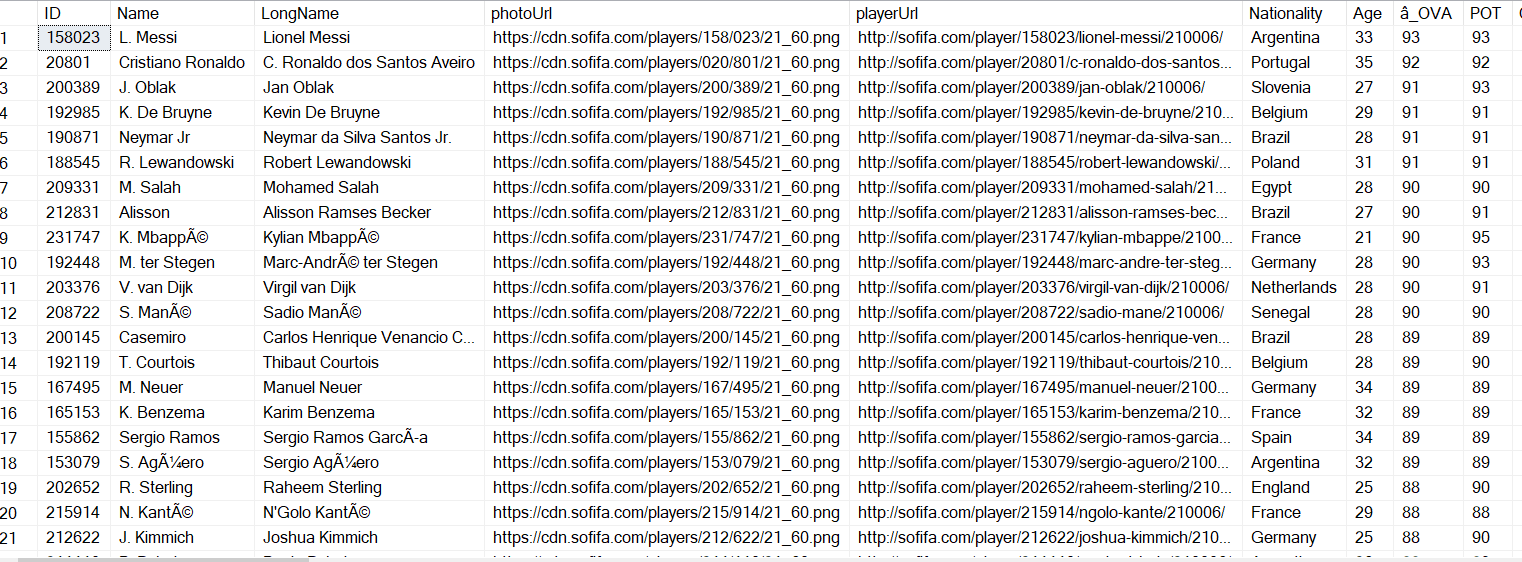 ID Name LongName photoUrl playerUrl Nationality Age â_OVA POT
1 158023 L. Messi Lionel Messi https://cdn.sofifa.com/players/158/023/21_60.png http://sofifa.com/player/158023/lionel-messi/210006/ Argentina 33 93 93
2 20801 Cristiano Ronaldo C. Ronaldo dos Santos Aveiro https://cdn.sofifa.com/players/020/801/21_60.png http://sofifa.com/player/20801/c-ronaldo-dos-santos... Portugal 35 92 92
3 200389 J. Oblak Jan Oblak https://cdn.sofifa.com/players/200/389/21_60.png http://sofifa.com/player/200389/jan-oblak/210006/ Slovenia 27 91 93
4 192985 K. De Bruyne Kevin De Bruyne https://cdn.sofifa.com/players/192/985/21_60.png http://sofifa.com/player/192985/kevin-de-bruyne/210... Belgium 29 91 91
5 190871 Neymar Jr Neymar da Silva Santos Jr. https://cdn.sofifa.com/players/190/871/21_60.png http://sofifa.com/player/190871/neymar-da-silva-san... Brazil 28 91 91
6 188545 R. Lewandowski Robert Lewandowski https://cdn.sofifa.com/players/188/545/21_60.png http://sofifa.com/player/188545/robert-lewandowski/... Poland 31 91 91
7 209331 M. Salah Mohamed Salah https://cdn.sofifa.com/players/209/331/21_60.png http://sofifa.com/player/209331/mohamed-salah/21... Egypt 28 90 90
8 212831 Alisson Alisson Ramses Becker https://cdn.sofifa.com/players/212/831/21_60.png http://sofifa.com/player/212831/alisson-ramses-bec... Brazil 27 90 91
9 231747 K. MbappÃ© Kylian MbappÃ© https://cdn.sofifa.com/players/231/747/21_60.png http://sofifa.com/player/231747/kylian-mbappe/2100... France 21 90 95
10 192448 M. ter Stegen Marc-AndrÃ© ter Stegen https://cdn.sofifa.com/players/192/448/21_60.png http://sofifa.com/player/192448/marc-andre-ter-steg... Germany 28 90 93
11 203376 V. van Dijk Virgil van Dijk https://cdn.sofifa.com/players/203/376/21_60.png http://sofifa.com/player/203376/virgil-van-dijk/210006/ Netherlands 28 90 91
12 208722 S. ManÃ© Sadio ManÃ© https://cdn.sofifa.com/players/208/722/21_60.png http://sofifa.com/player/208722/sadio-mane/210006/ Senegal 28 90 90
13 200145 Casemiro Carlos Henrique Venancio C... https://cdn.sofifa.com/players/200/145/21_60.png http://sofifa.com/player/200145/carlos-henrique-ven... Brazil 28 89 89
14 192119 T. Courtois Thibaut Courtois https://cdn.sofifa.com/players/192/119/21_60.png http://sofifa.com/player/192119/thibaut-courtois/210... Belgium 28 89 90
15 167495 M. Neuer Manuel Neuer https://cdn.sofifa.com/players/167/495/21_60.png http://sofifa.com/player/167495/manuel-neuer/2100... Germany 34 89 89
16 165153 K. Benzema Karim Benzema https://cdn.sofifa.com/players/165/153/21_60.png http://sofifa.com/player/165153/karim-benzema/210... France 32 89 89
17 155862 Sergio Ramos Sergio Ramos GarcÃ-a https://cdn.sofifa.com/players/155/862/21_60.png http://sofifa.com/player/155862/sergio-ramos-garcia... Spain 34 89 89
18 153079 S. AgÃ¼ero Sergio AgÃ¼ero https://cdn.sofifa.com/players/153/079/21_60.png http://sofifa.com/player/153079/sergio-aguero/2100... Argentina 32 89 89
19 202652 R. Sterling Raheem Sterling https://cdn.sofifa.com/players/202/652/21_60.png http://sofifa.com/player/202652/raheem-sterling/210... England 25 88 90
20 215914 N. KantÃ© N'Golo KantÃ© https://cdn.sofifa.com/players/215/914/21_60.png http://sofifa.com/player/215914/ngolo-kante/210006/ France 29 88 88
21 212622 J. Kimmich Joshua Kimmich https://cdn.sofifa.com/players/212/622/21_60.png http://sofifa.com/player/212622/joshua-kimmich/210... Germany 25 88 90